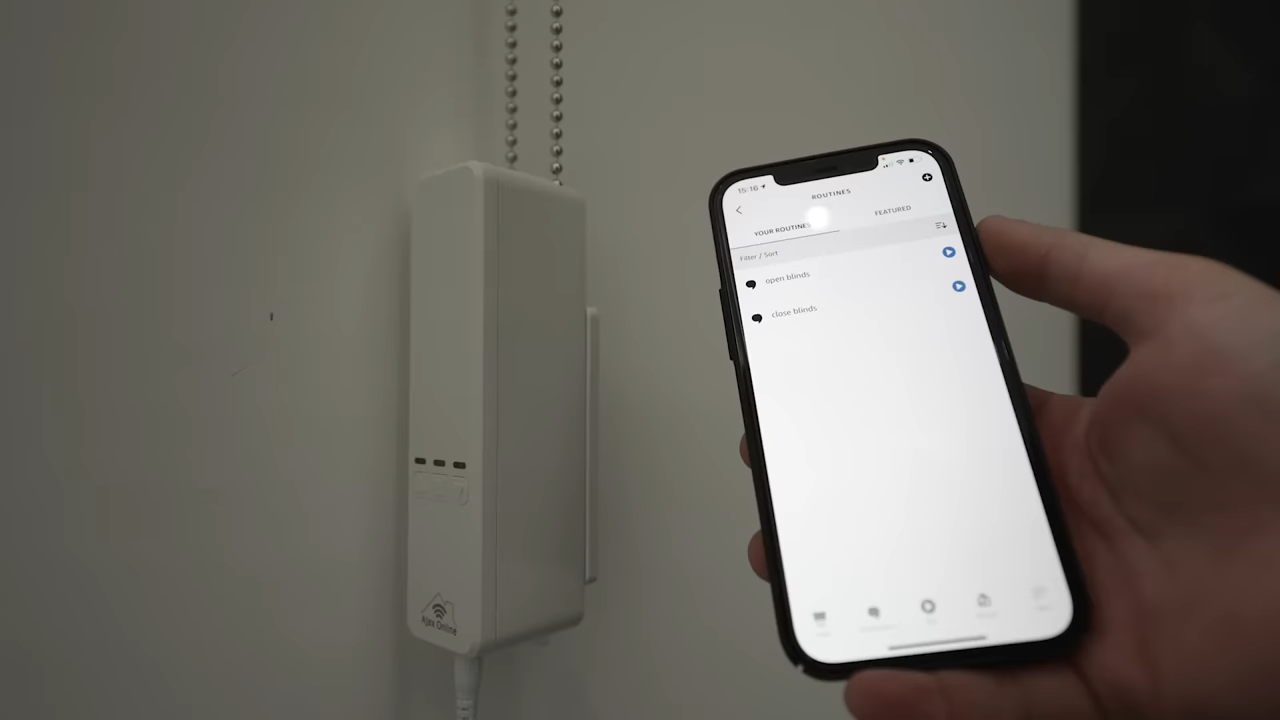 Ajax Online
15:16
ROUTINES
YOUR ROUTINES
FEATURED
Filter / Sort
open blinds
close blinds